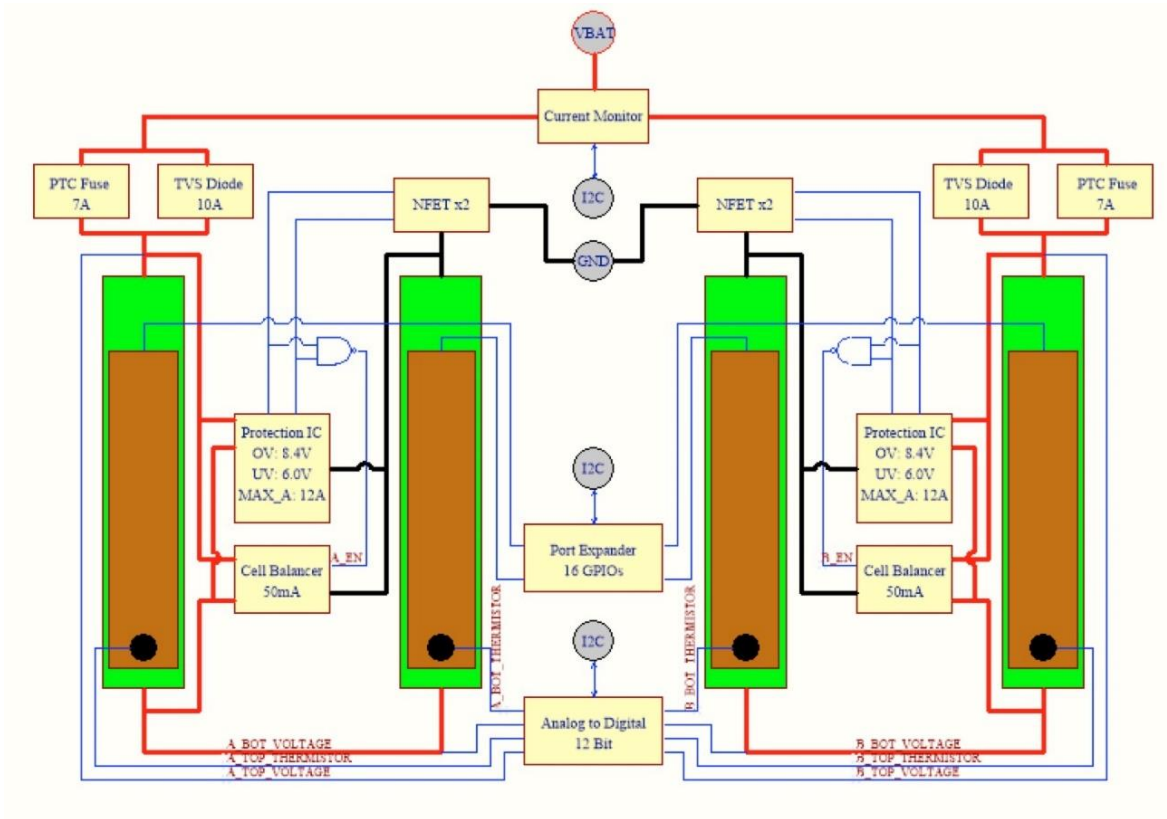 VBAT
Current Monitor
PTC Fuse
7A
TVS Diode
10A
NFET x2
I2C
NFET x2
TVS Diode
10A
PTC Fuse
7A
GND
Protection IC
OV: 8.4V
UV: 6.0V
MAX_A: 12A
I2C
Protection IC
OV: 8.4V
UV: 6.0V
MAX_A: 12A
Cell Balancer
50mA
A_EN
Port Expander
16 GPIOs
B_EN
Cell Balancer
50mA
A_BOT_THERMISTOR
I2C
B_BOT_THERMISTOR
Analog to Digital
12 Bit
A_BOT_VOLTAGE
A_TOP_THERMISTOR
A_TOP_VOLTAGE
B_BOT_VOLTAGE
B_TOP_THERMISTOR
B_TOP_VOLTAGE